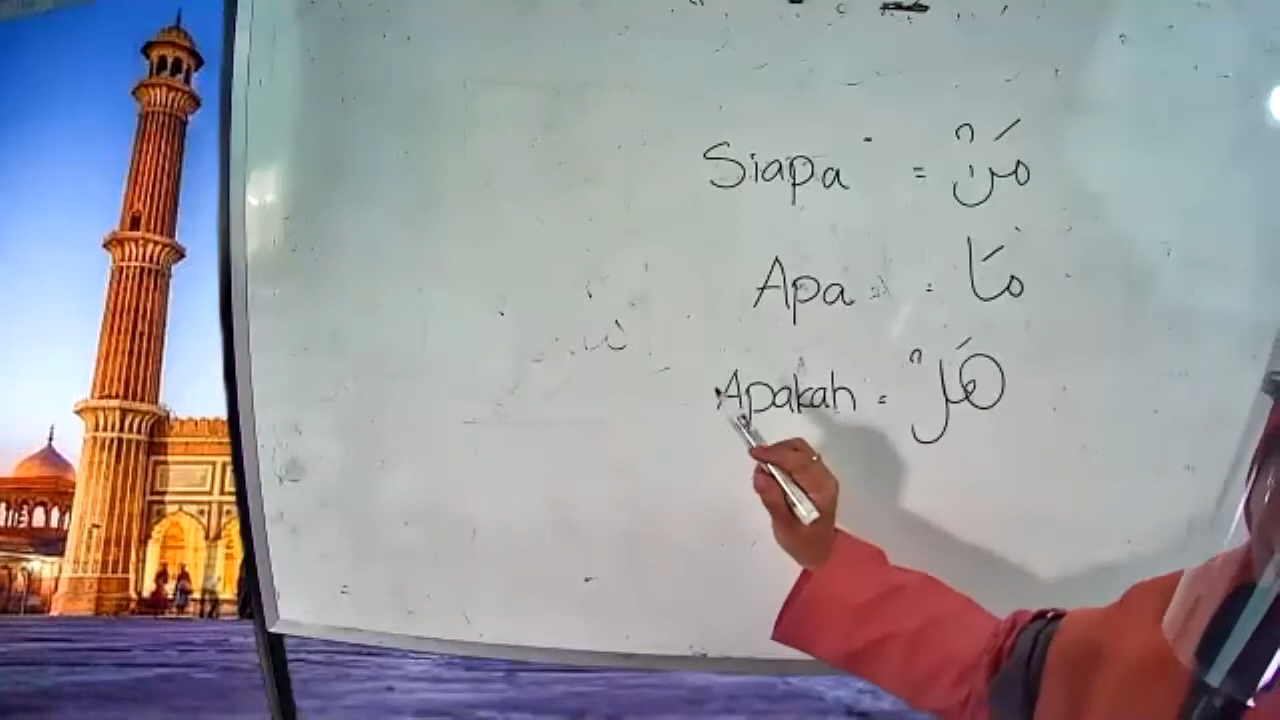 Siapa = مَنْ
Apa = مَا
Apakah = هَلْ